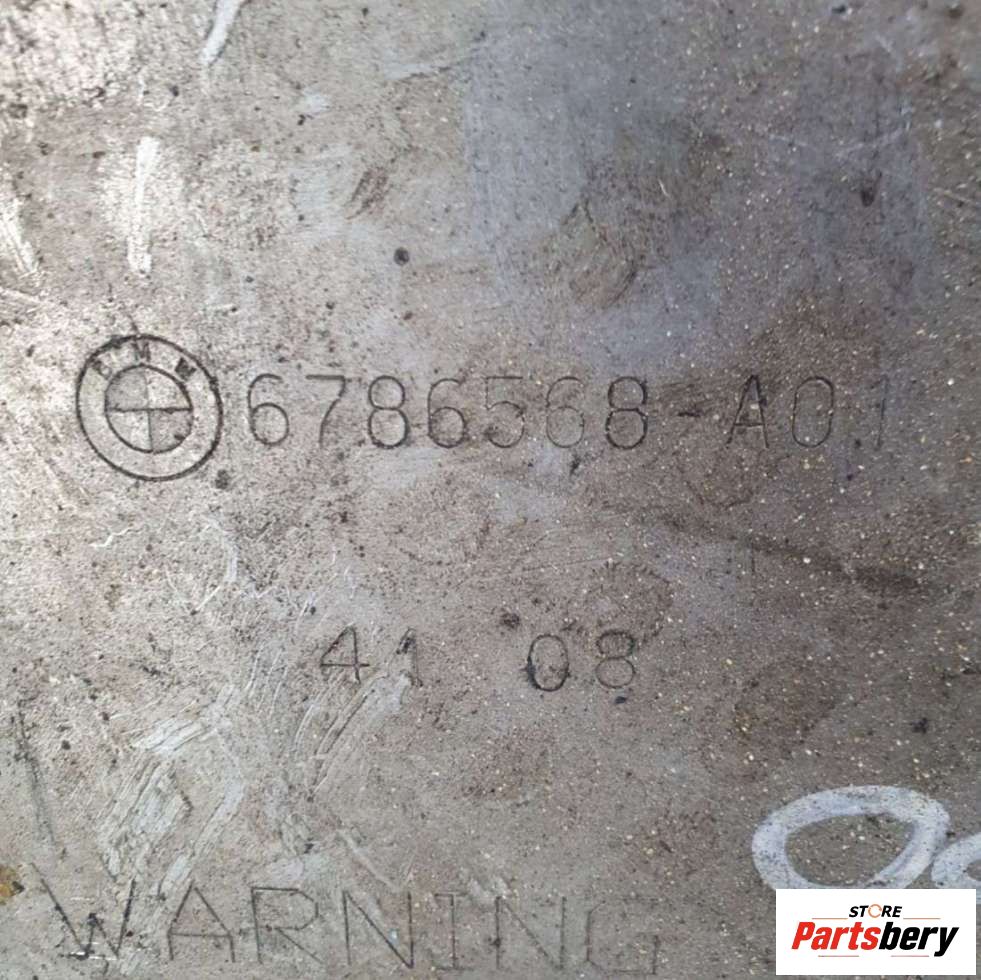 BMW 6786568-A01
41 08
WARNING
STORE
Partsbery